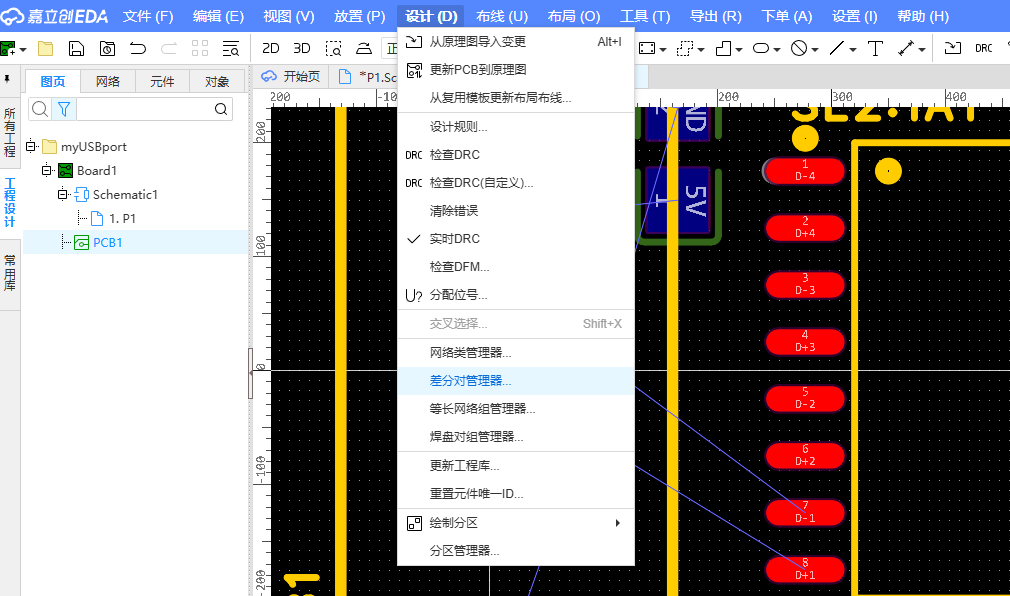 嘉立创EDA 文件 (F) 编辑 (E) 视图 (V) 放置 (P) 设计 (D) 布线 (U) 布局 (O) 工具 (T) 导出 (R) 下单 (A) 设置 (I) 帮助 (H)
2D 3D DRC
图页 网络 元件 对象
开始页 *P1.Sc
所有工程
工程设计
常用库
myUSBport
Board1
Schematic1
1. P1
PCB1
从原理图导入变更 Alt+I
更新PCB到原理图
从复用模板更新布局布线...
设计规则...
DRC 检查DRC
DRC 检查DRC(自定义)...
清除错误
实时DRC
检查DFM...
U? 分配位号...
交叉选择... Shift+X
网络类管理器...
差分对管理器...
等长网络组管理器...
焊盘对组管理器...
更新工程库...
重置元件唯一ID...
绘制分区
分区管理器...
200 -10 200 300 400
200
100
0
-100
-200
5V
1
1
D-4
2
D+4
3
D-3
4
D+3
5
D-2
6
D+2
7
D-1
8
D+1